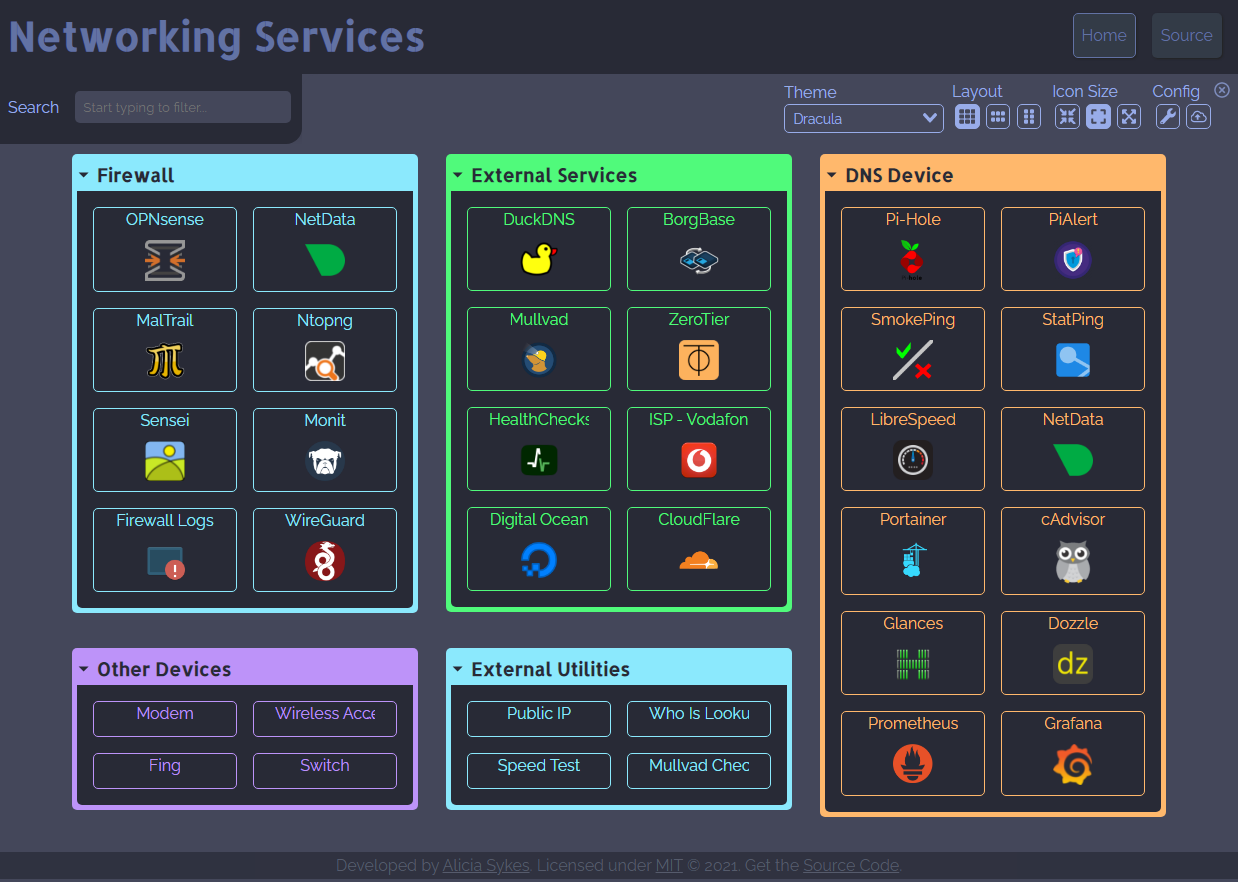 Networking Services
Home
Source
Search
Start typing to filter...
Theme
Dracula
Layout
Icon Size
Config
Firewall
OPNsense
NetData
MalTrail
Ntopng
Sensei
Monit
Firewall Logs
WireGuard
External Services
DuckDNS
BorgBase
Mullvad
ZeroTier
HealthChecks
ISP - Vodafon
Digital Ocean
CloudFlare
DNS Device
Pi-Hole
PiAlert
SmokePing
StatPing
LibreSpeed
NetData
Portainer
cAdvisor
Glances
Dozzle
dz
Prometheus
Grafana
Other Devices
Modem
Wireless Acce
Fing
Switch
External Utilities
Public IP
Who Is Looku
Speed Test
Mullvad Chec
Developed by Alicia Sykes. Licensed under MIT © 2021. Get the Source Code.